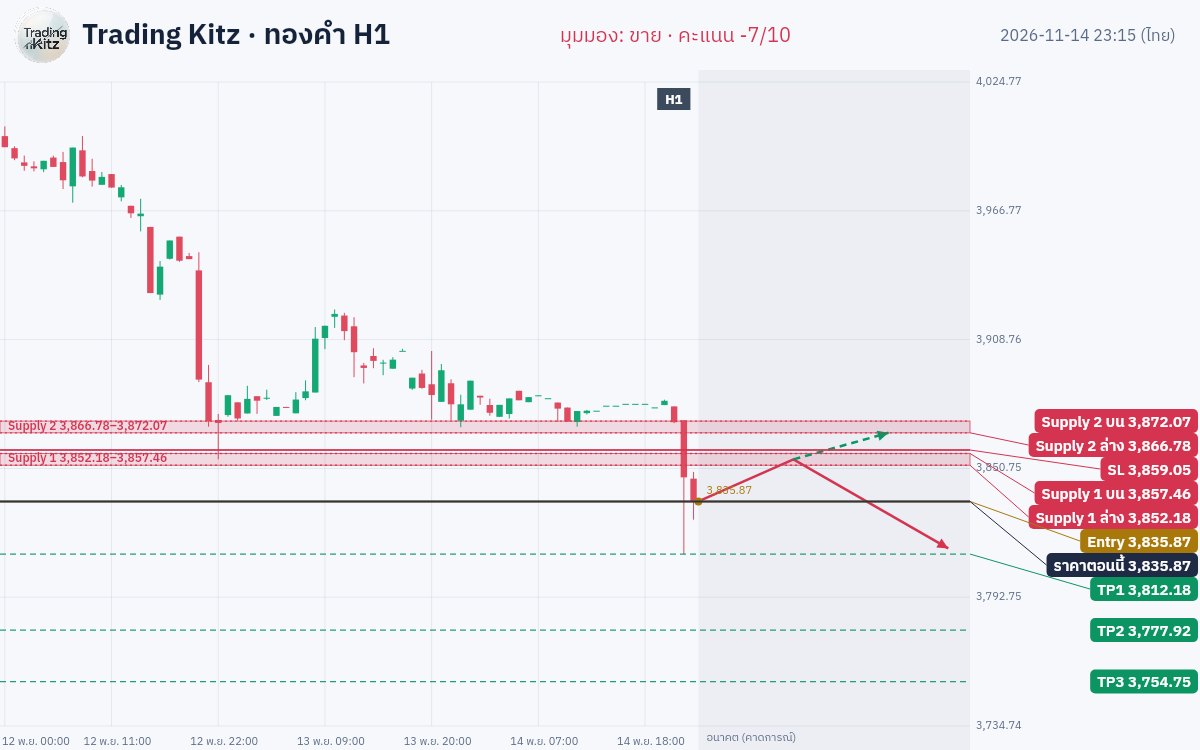 Trading Kitz
Trading Kitz · ทองคำ H1
มุมมอง: ขาย · คะแนน -7/10
2026-11-14 23:15 (ไทย)
H1
4,024.77
3,966.77
3,908.76
3,850.75
3,792.75
3,734.74
Supply 2 3,866.78–3,872.07
Supply 1 3,852.18–3,857.46
3,835.87
Supply 2 บน 3,872.07
Supply 2 ล่าง 3,866.78
SL 3,859.05
Supply 1 บน 3,857.46
Supply 1 ล่าง 3,852.18
Entry 3,835.87
ราคาตอนนี้ 3,835.87
TP1 3,812.18
TP2 3,777.92
TP3 3,754.75
12 พ.ย. 00:00
12 พ.ย. 11:00
12 พ.ย. 22:00
13 พ.ย. 09:00
13 พ.ย. 20:00
14 พ.ย. 07:00
14 พ.ย. 18:00
อนาคต (คาดการณ์)